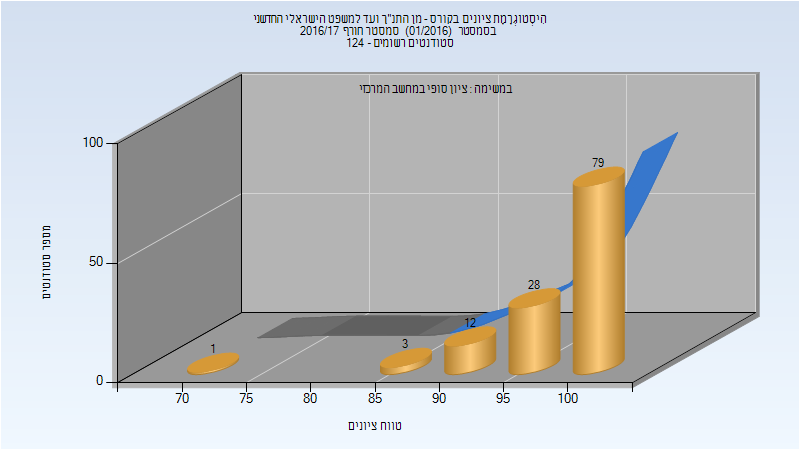 הִיסְטוֹגְרַמַת ציונים בקורס - מן התנ"ך ועד למשפט הישראלי החדשני
בסמסטר (01/2016) סמסטר חורף 2016/17
סטודנטים רשומים - 124
במשימה : ציון סופי במחשב המרכזי
מספר סטודנטים
100
50
0
1
3
12
28
79
70 75 80 85 90 95 100
טווח ציונים